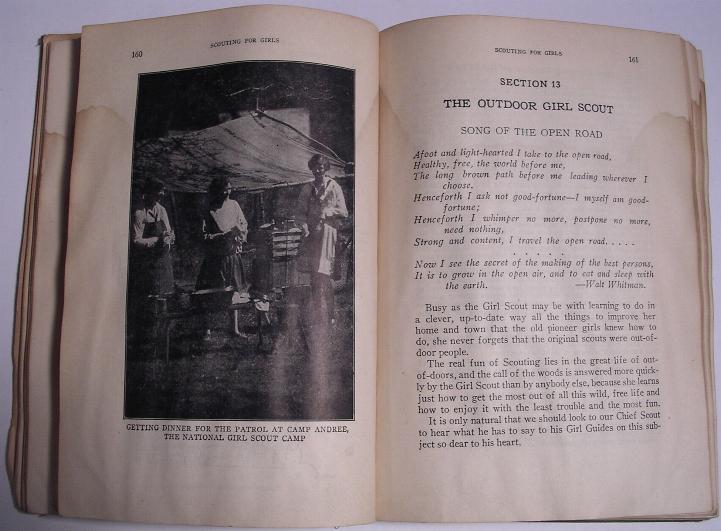 160
SCOUTING FOR GIRLS
GETTING DINNER FOR THE PATROL AT CAMP ANDREE,
THE NATIONAL GIRL SCOUT CAMP
SCOUTING FOR GIRLS
161
SECTION 13
THE OUTDOOR GIRL SCOUT
SONG OF THE OPEN ROAD
Afoot and light-hearted I take to the open road,
Healthy, free, the world before me,
The long brown path before me leading wherever I
choose.
Henceforth I ask not good-fortune—I myself am good-
fortune;
Henceforth I whimper no more, postpone no more,
need nothing,
Strong and content, I travel the open road. . . . .
. . . . .
Now I see the secret of the making of the best persons,
It is to grow in the open air, and to eat and sleep with
the earth. —Walt Whitman.
Busy as the Girl Scout may be with learning to do in
a clever, up-to-date way all the things to improve her
home and town that the old pioneer girls knew how to
do, she never forgets that the original scouts were out-of-
door people.
The real fun of Scouting lies in the great life of out-
of-doors, and the call of the woods is answered more quick-
ly by the Girl Scout than by anybody else, because she learns
just how to get the most out of all this wild, free life and
how to enjoy it with the least trouble and the most fun.
It is only natural that we should look to our Chief Scout
to hear what he has to say to his Girl Guides on this sub-
ject so dear to his heart.